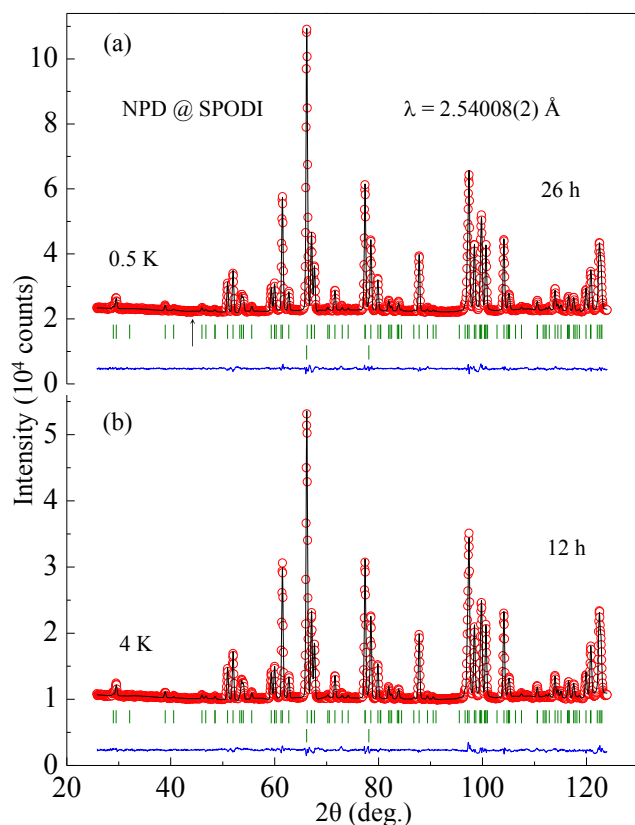 (a)
NPD @ SPODI
λ = 2.54008(2) Å
26 h
0.5 K
10
8
6
4
2
0
Intensity (10⁴ counts)
(b)
12 h
4 K
5
4
3
2
1
0
20 40 60 80 100 120
2θ (deg.)